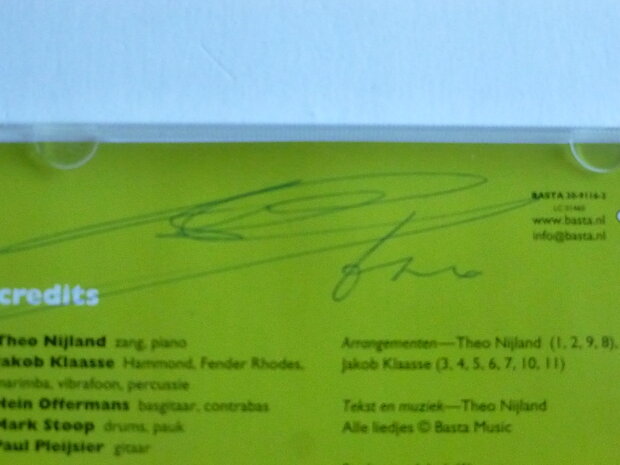 BASTA 30-9116-2
LC 01460
www.basta.nl
info@basta.nl
credits
Theo Nijland zang, piano
Jakob Klaasse Hammond, Fender Rhodes,
marimba, vibrafoon, percussie
Hein Offermans basgitaar, contrabas
Mark Stoop drums, pauk
Paul Pleijsier gitaar
Arrangementen—Theo Nijland (1, 2, 9, 8),
Jakob Klaasse (3, 4, 5, 6, 7, 10, 11)
Tekst en muziek—Theo Nijland
Alle liedjes © Basta Music